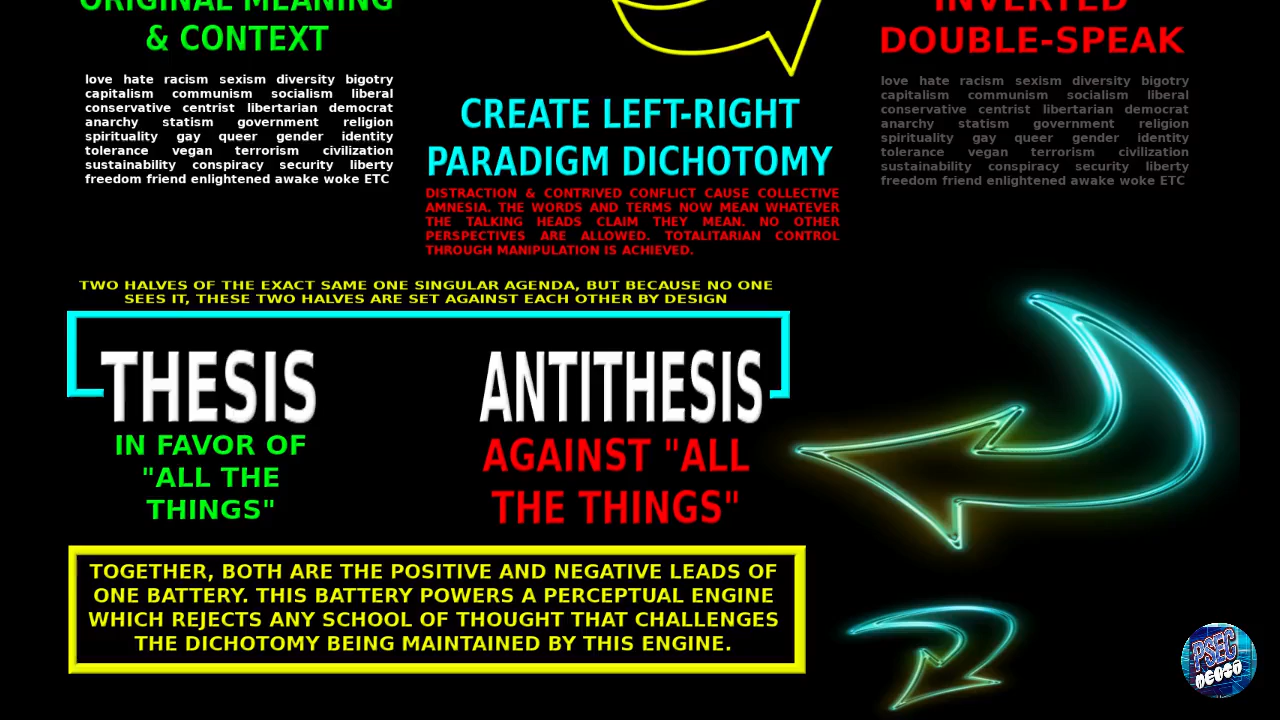 ORIGINAL MEANING
& CONTEXT
love hate racism sexism diversity bigotry
capitalism communism socialism liberal
conservative centrist libertarian democrat
anarchy statism government religion
spirituality gay queer gender identity
tolerance vegan terrorism civilization
sustainability conspiracy security liberty
freedom friend enlightened awake woke ETC
CREATE LEFT-RIGHT
PARADIGM DICHOTOMY
DISTRACTION & CONTRIVED CONFLICT CAUSE COLLECTIVE
AMNESIA, THE WORDS AND TERMS NOW MEAN WHATEVER
THE TALKING HEADS CLAIM THEY MEAN. NO OTHER
PERSPECTIVES ARE ALLOWED. TOTALITARIAN CONTROL
THROUGH MANIPULATION IS ACHIEVED.
INVERTED
DOUBLE-SPEAK
love hate racism sexism diversity bigotry
capitalism communism socialism liberal
conservative centrist libertarian democrat
anarchy statism government religion
spirituality gay queer gender identity
tolerance vegan terrorism civilization
sustainability conspiracy security liberty
freedom friend enlightened awake woke ETC
TWO HALVES OF THE EXACT SAME ONE SINGULAR AGENDA, BUT BECAUSE NO ONE
SEES IT, THESE TWO HALVES ARE SET AGAINST EACH OTHER BY DESIGN
THESIS
IN FAVOR OF
"ALL THE
THINGS"
ANTITHESIS
AGAINST "ALL
THE THINGS"
TOGETHER, BOTH ARE THE POSITIVE AND NEGATIVE LEADS OF
ONE BATTERY. THIS BATTERY POWERS A PERCEPTUAL ENGINE
WHICH REJECTS ANY SCHOOL OF THOUGHT THAT CHALLENGES
THE DICHOTOMY BEING MAINTAINED BY THIS ENGINE.
PSEC